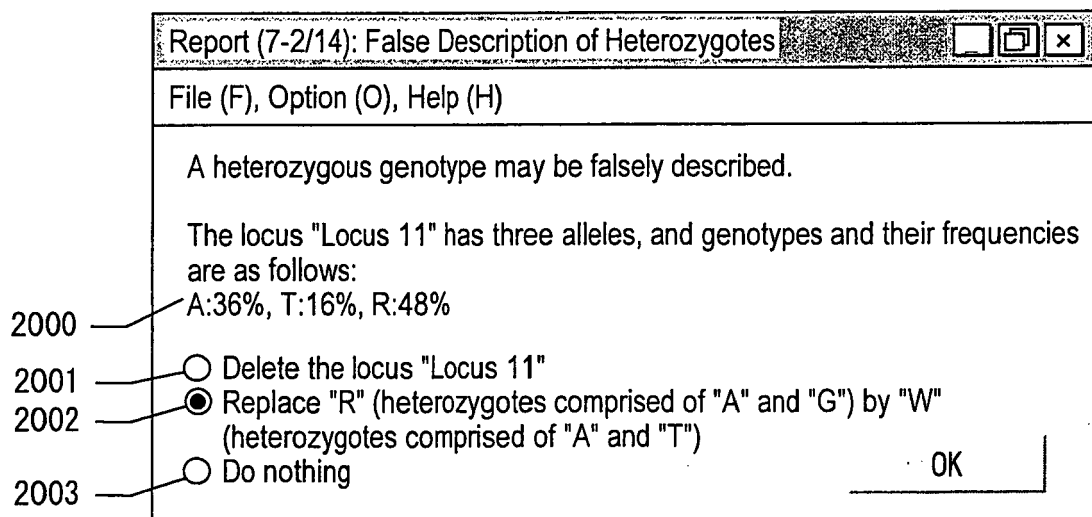 Report (7-2/14): False Description of Heterozygotes
File (F), Option (O), Help (H)
A heterozygous genotype may be falsely described.
The locus "Locus 11" has three alleles, and genotypes and their frequencies
are as follows:
2000 A:36%, T:16%, R:48%
2001 Delete the locus "Locus 11"
2002 Replace "R" (heterozygotes comprised of "A" and "G") by "W"
(heterozygotes comprised of "A" and "T")
2003 Do nothing
OK